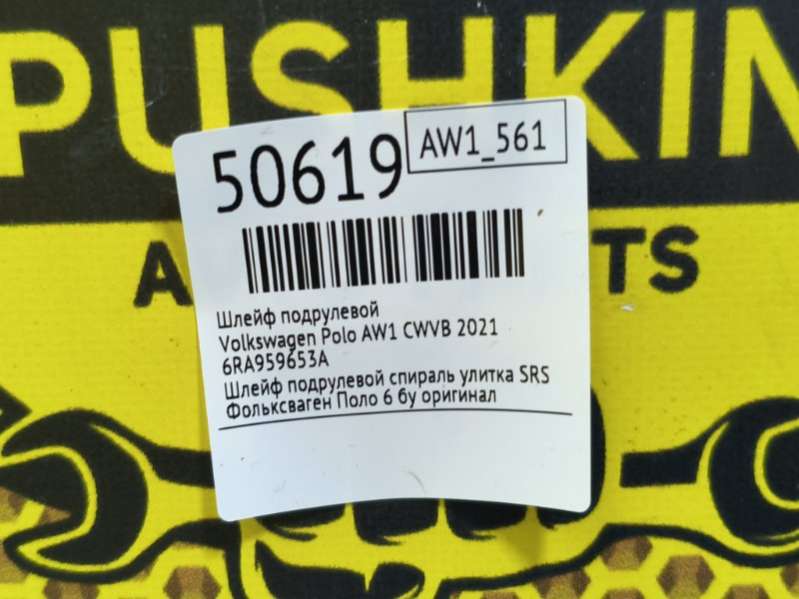 PUSHKIN
50619
AW1_561
A TS
Шлейф подрулевой
Volkswagen Polo AW1 CWVB 2021
6RA959653A
Шлейф подрулевой спираль улитка SRS
Фольксваген Поло 6 бу оригинал